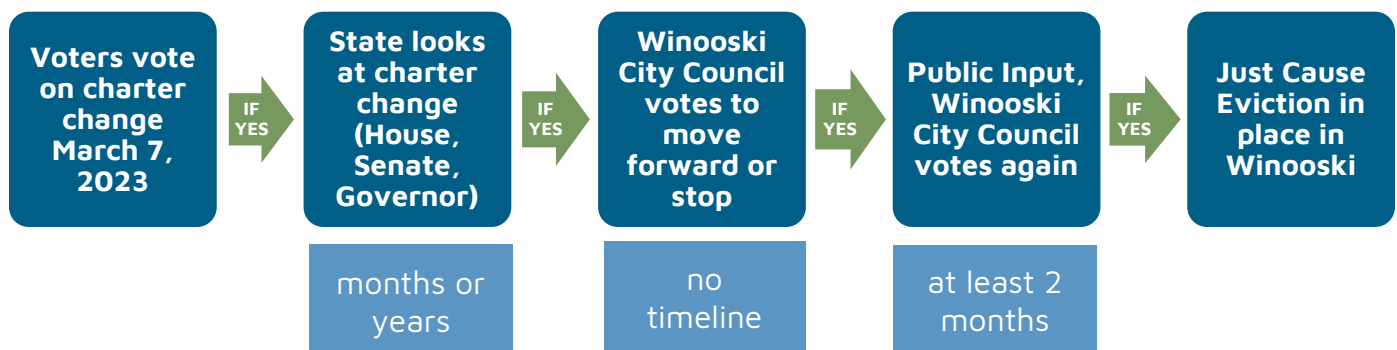 Voters vote
on charter
change
March 7,
2023
IF
YES
State looks
at charter
change
(House,
Senate,
Governor)
IF
YES
Winooski
City Council
votes to
move
forward or
stop
IF
YES
Public Input,
Winooski
City Council
votes again
IF
YES
Just Cause
Eviction in
place in
Winooski
months or
years
no
timeline
at least 2
months